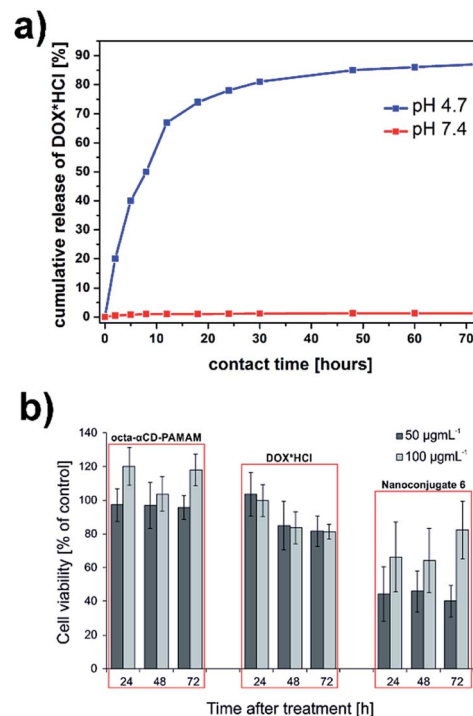 a)
cumulative release of DOX*HCl [%]
90
80
70
60
50
40
30
20
10
0
pH 4.7
pH 7.4
0 10 20 30 40 50 60 70
contact time [hours]
b)
50 µgmL⁻¹
100 µgmL⁻¹
octa-αCD-PAMAM
DOX*HCl
Nanoconjugate 6
Cell viability [% of control]
140
120
100
80
60
40
20
0
24 48 72 24 48 72 24 48 72
Time after treatment [h]